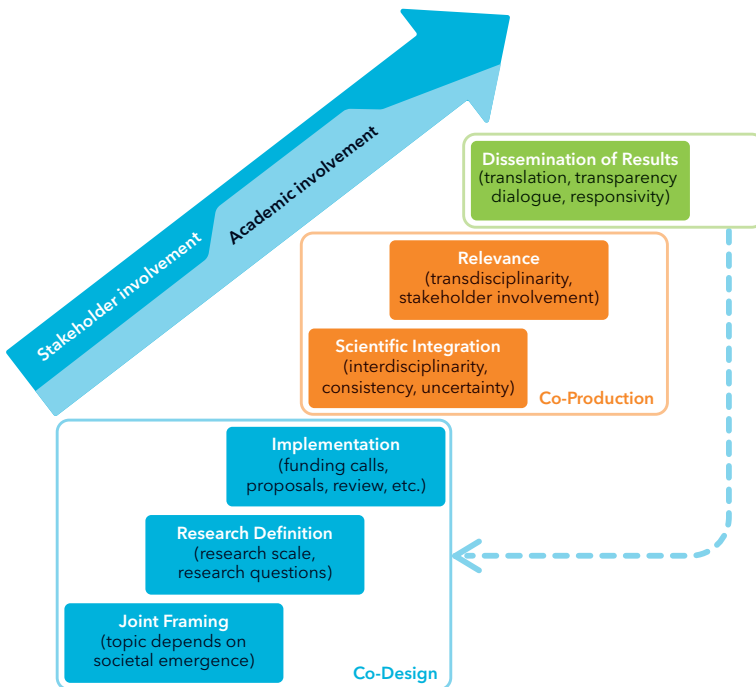 Stakeholder involvement
Academic involvement
Dissemination of Results
(translation, transparency
dialogue, responsivity)
Relevance
(transdisciplinarity,
stakeholder involvement)
Scientific Integration
(interdisciplinarity,
consistency, uncertainty)
Co-Production
Implementation
(funding calls,
proposals, review, etc.)
Research Definition
(research scale,
research questions)
Joint Framing
(topic depends on
societal emergence)
Co-Design